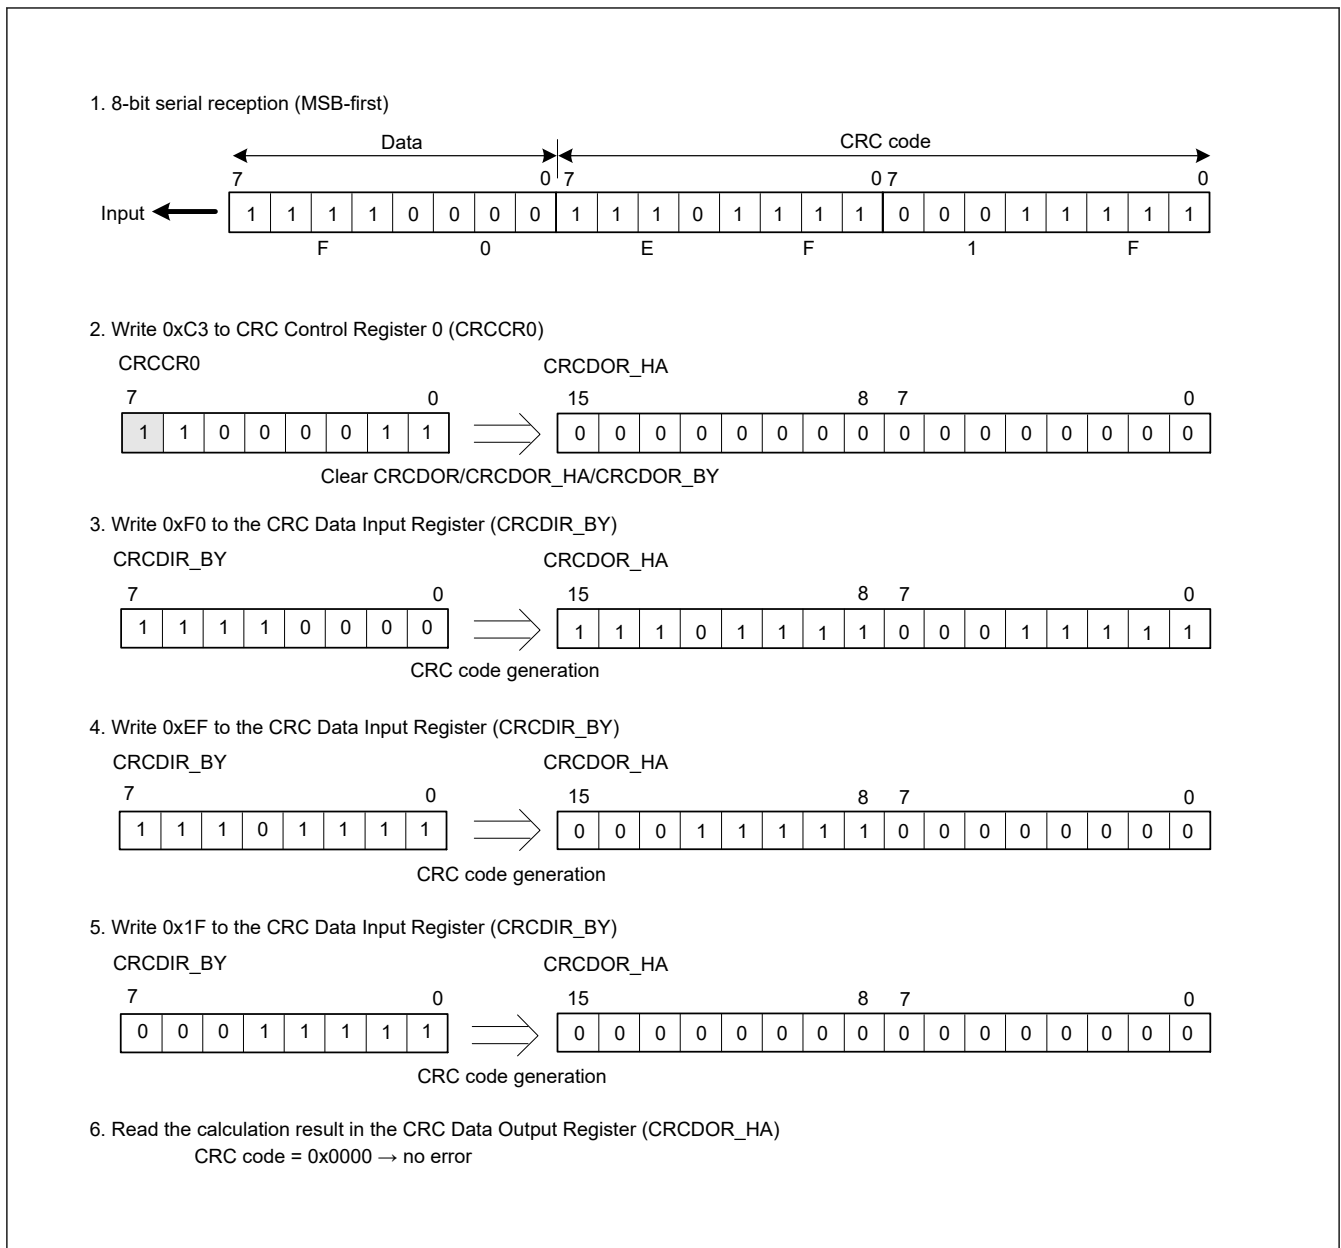 1. 8-bit serial reception (MSB-first)
Data CRC code
7 0 7 0 7 0
Input 1 1 1 1 0 0 0 0 1 1 1 0 1 1 1 1 0 0 0 1 1 1 1 1
F 0 E F 1 F
2. Write 0xC3 to CRC Control Register 0 (CRCCR0)
CRCCR0 CRCDOR_HA
7 0 15 8 7 0
1 1 0 0 0 0 1 1 0 0 0 0 0 0 0 0 0 0 0 0 0 0 0 0
Clear CRCDOR/CRCDOR_HA/CRCDOR_BY
3. Write 0xF0 to the CRC Data Input Register (CRCDIR_BY)
CRCDIR_BY CRCDOR_HA
7 0 15 8 7 0
1 1 1 1 0 0 0 0 1 1 1 0 1 1 1 1 0 0 0 1 1 1 1 1
CRC code generation
4. Write 0xEF to the CRC Data Input Register (CRCDIR_BY)
CRCDIR_BY CRCDOR_HA
7 0 15 8 7 0
1 1 1 0 1 1 1 1 0 0 0 1 1 1 1 1 0 0 0 0 0 0 0 0
CRC code generation
5. Write 0x1F to the CRC Data Input Register (CRCDIR_BY)
CRCDIR_BY CRCDOR_HA
7 0 15 8 7 0
0 0 0 1 1 1 1 1 0 0 0 0 0 0 0 0 0 0 0 0 0 0 0 0
CRC code generation
6. Read the calculation result in the CRC Data Output Register (CRCDOR_HA)
CRC code = 0x0000 → no error